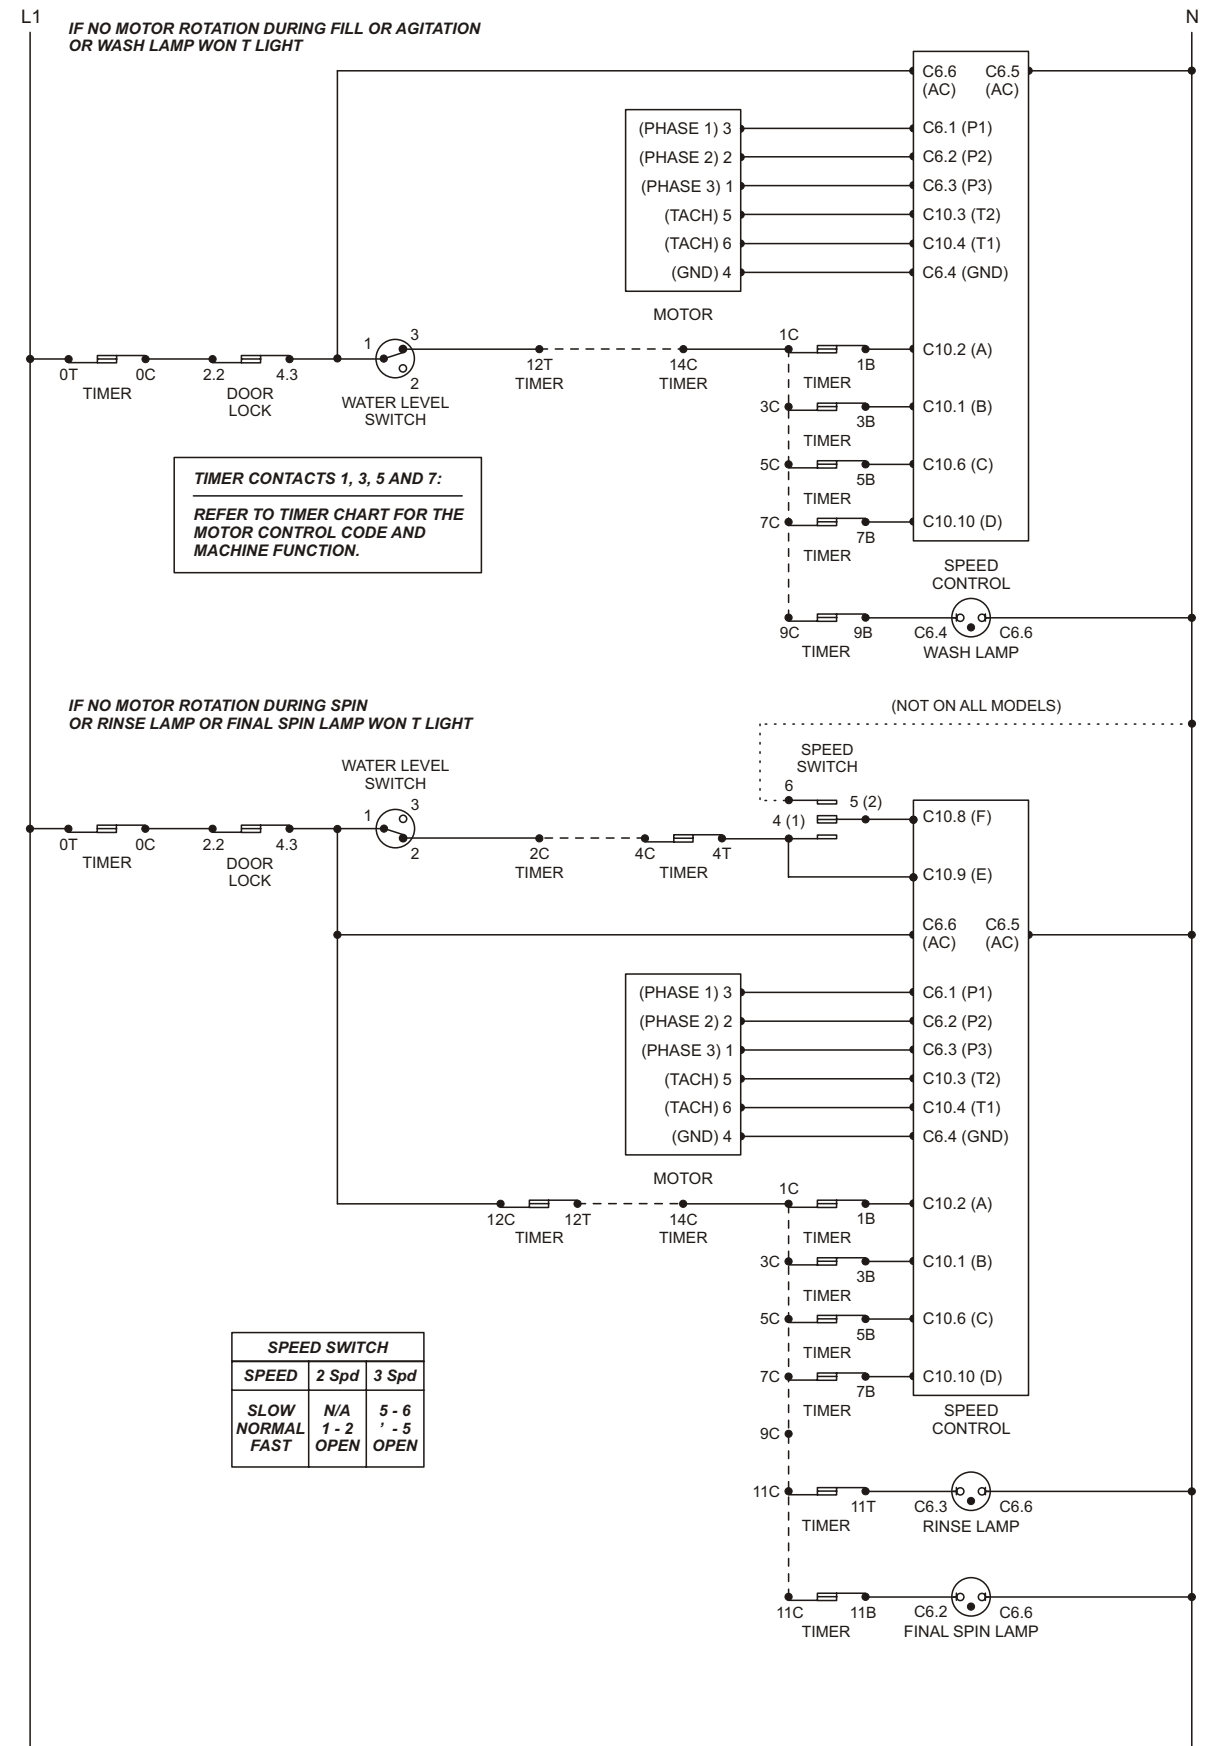 L1
N
IF NO MOTOR ROTATION DURING FILL OR AGITATION
OR WASH LAMP WON T LIGHT
C6.6 C6.5
(AC) (AC)
(PHASE 1) 3 C6.1 (P1)
(PHASE 2) 2 C6.2 (P2)
(PHASE 3) 1 C6.3 (P3)
(TACH) 5 C10.3 (T2)
(TACH) 6 C10.4 (T1)
(GND) 4 C6.4 (GND)
MOTOR
1 3 1C
C10.2 (A)
0T 0C 2.2 4.3 2 12T 14C 1B
TIMER DOOR TIMER TIMER TIMER
LOCK
WATER LEVEL
SWITCH
3C C10.1 (B)
3B
TIMER
5C C10.6 (C)
5B
TIMER
7C C10.10 (D)
7B
TIMER
TIMER CONTACTS 1, 3, 5 AND 7:
REFER TO TIMER CHART FOR THE
MOTOR CONTROL CODE AND
MACHINE FUNCTION.
SPEED
CONTROL
9C 9B C6.4 C6.6
TIMER WASH LAMP
IF NO MOTOR ROTATION DURING SPIN
OR RINSE LAMP OR FINAL SPIN LAMP WON T LIGHT
(NOT ON ALL MODELS)
WATER LEVEL
SWITCH
SPEED
SWITCH
6
5 (2)
1 3 4 (1) C10.8 (F)
0T 0C 2.2 4.3 2 2C 4C 4T
TIMER DOOR TIMER TIMER
LOCK
C10.9 (E)
C6.6 C6.5
(AC) (AC)
(PHASE 1) 3 C6.1 (P1)
(PHASE 2) 2 C6.2 (P2)
(PHASE 3) 1 C6.3 (P3)
(TACH) 5 C10.3 (T2)
(TACH) 6 C10.4 (T1)
(GND) 4 C6.4 (GND)
MOTOR
1C
C10.2 (A)
12C 12T 14C 1B
TIMER TIMER TIMER
3C C10.1 (B)
3B
TIMER
5C C10.6 (C)
5B
TIMER
7C C10.10 (D)
7B
TIMER
SPEED
CONTROL
SPEED SWITCH
SPEED 2 Spd 3 Spd
SLOW N/A 5 - 6
NORMAL 1 - 2 ’ - 5
FAST OPEN OPEN
9C
11C 11T C6.3 C6.6
TIMER RINSE LAMP
11C 11B C6.2 C6.6
TIMER FINAL SPIN LAMP